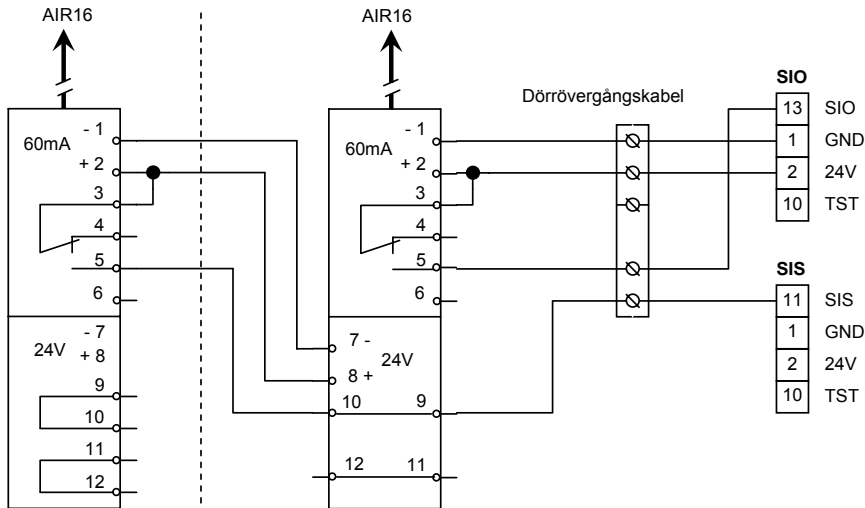 AIR16
60mA
- 1
+ 2
3
4
5
6
24V
- 7
+ 8
9
10
11
12
AIR16
60mA
- 1
+ 2
3
4
5
6
7 -
8 +
24V
10
9
12
11
Dörrövergångskabel
SIO
13 SIO
1 GND
2 24V
10 TST
SIS
11 SIS
1 GND
2 24V
10 TST